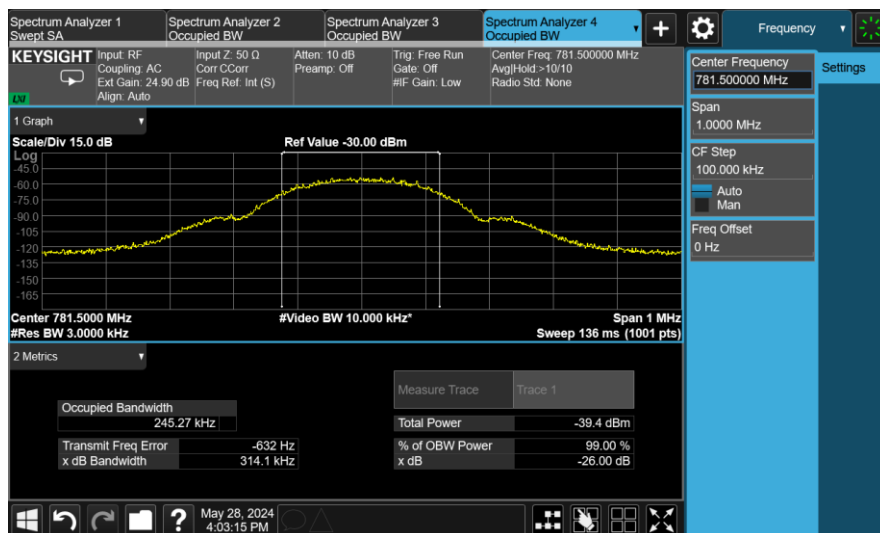 Spectrum Analyzer 1
Swept SA
Spectrum Analyzer 2
Occupied BW
Spectrum Analyzer 3
Occupied BW
Spectrum Analyzer 4
Occupied BW
Frequency
KEYSIGHT
LXI
Input: RF
Coupling: AC
Ext Gain: 24.90 dB
Align: Auto
Input Z: 50 Ω
Corr CCorr
Freq Ref: Int (S)
Atten: 10 dB
Preamp: Off
Trig: Free Run
Gate: Off
#IF Gain: Low
Center Freq: 781.500000 MHz
Avg|Hold:>10/10
Radio Std: None
Center Frequency
781.500000 MHz
Settings
Span
1.0000 MHz
CF Step
100.000 kHz
Auto
Man
Freq Offset
0 Hz
1 Graph
Scale/Div 15.0 dB
Ref Value -30.00 dBm
Log
-45.0
-60.0
-75.0
-90.0
-105
-120
-135
-150
-165
Center 781.5000 MHz
#Video BW 10.000 kHz*
Span 1 MHz
#Res BW 3.0000 kHz
Sweep 136 ms (1001 pts)
2 Metrics
Measure Trace
Trace 1
Occupied Bandwidth
245.27 kHz
Total Power
-39.4 dBm
Transmit Freq Error
-632 Hz
% of OBW Power
99.00 %
x dB Bandwidth
314.1 kHz
x dB
-26.00 dB
?
May 28, 2024
4:03:15 PM